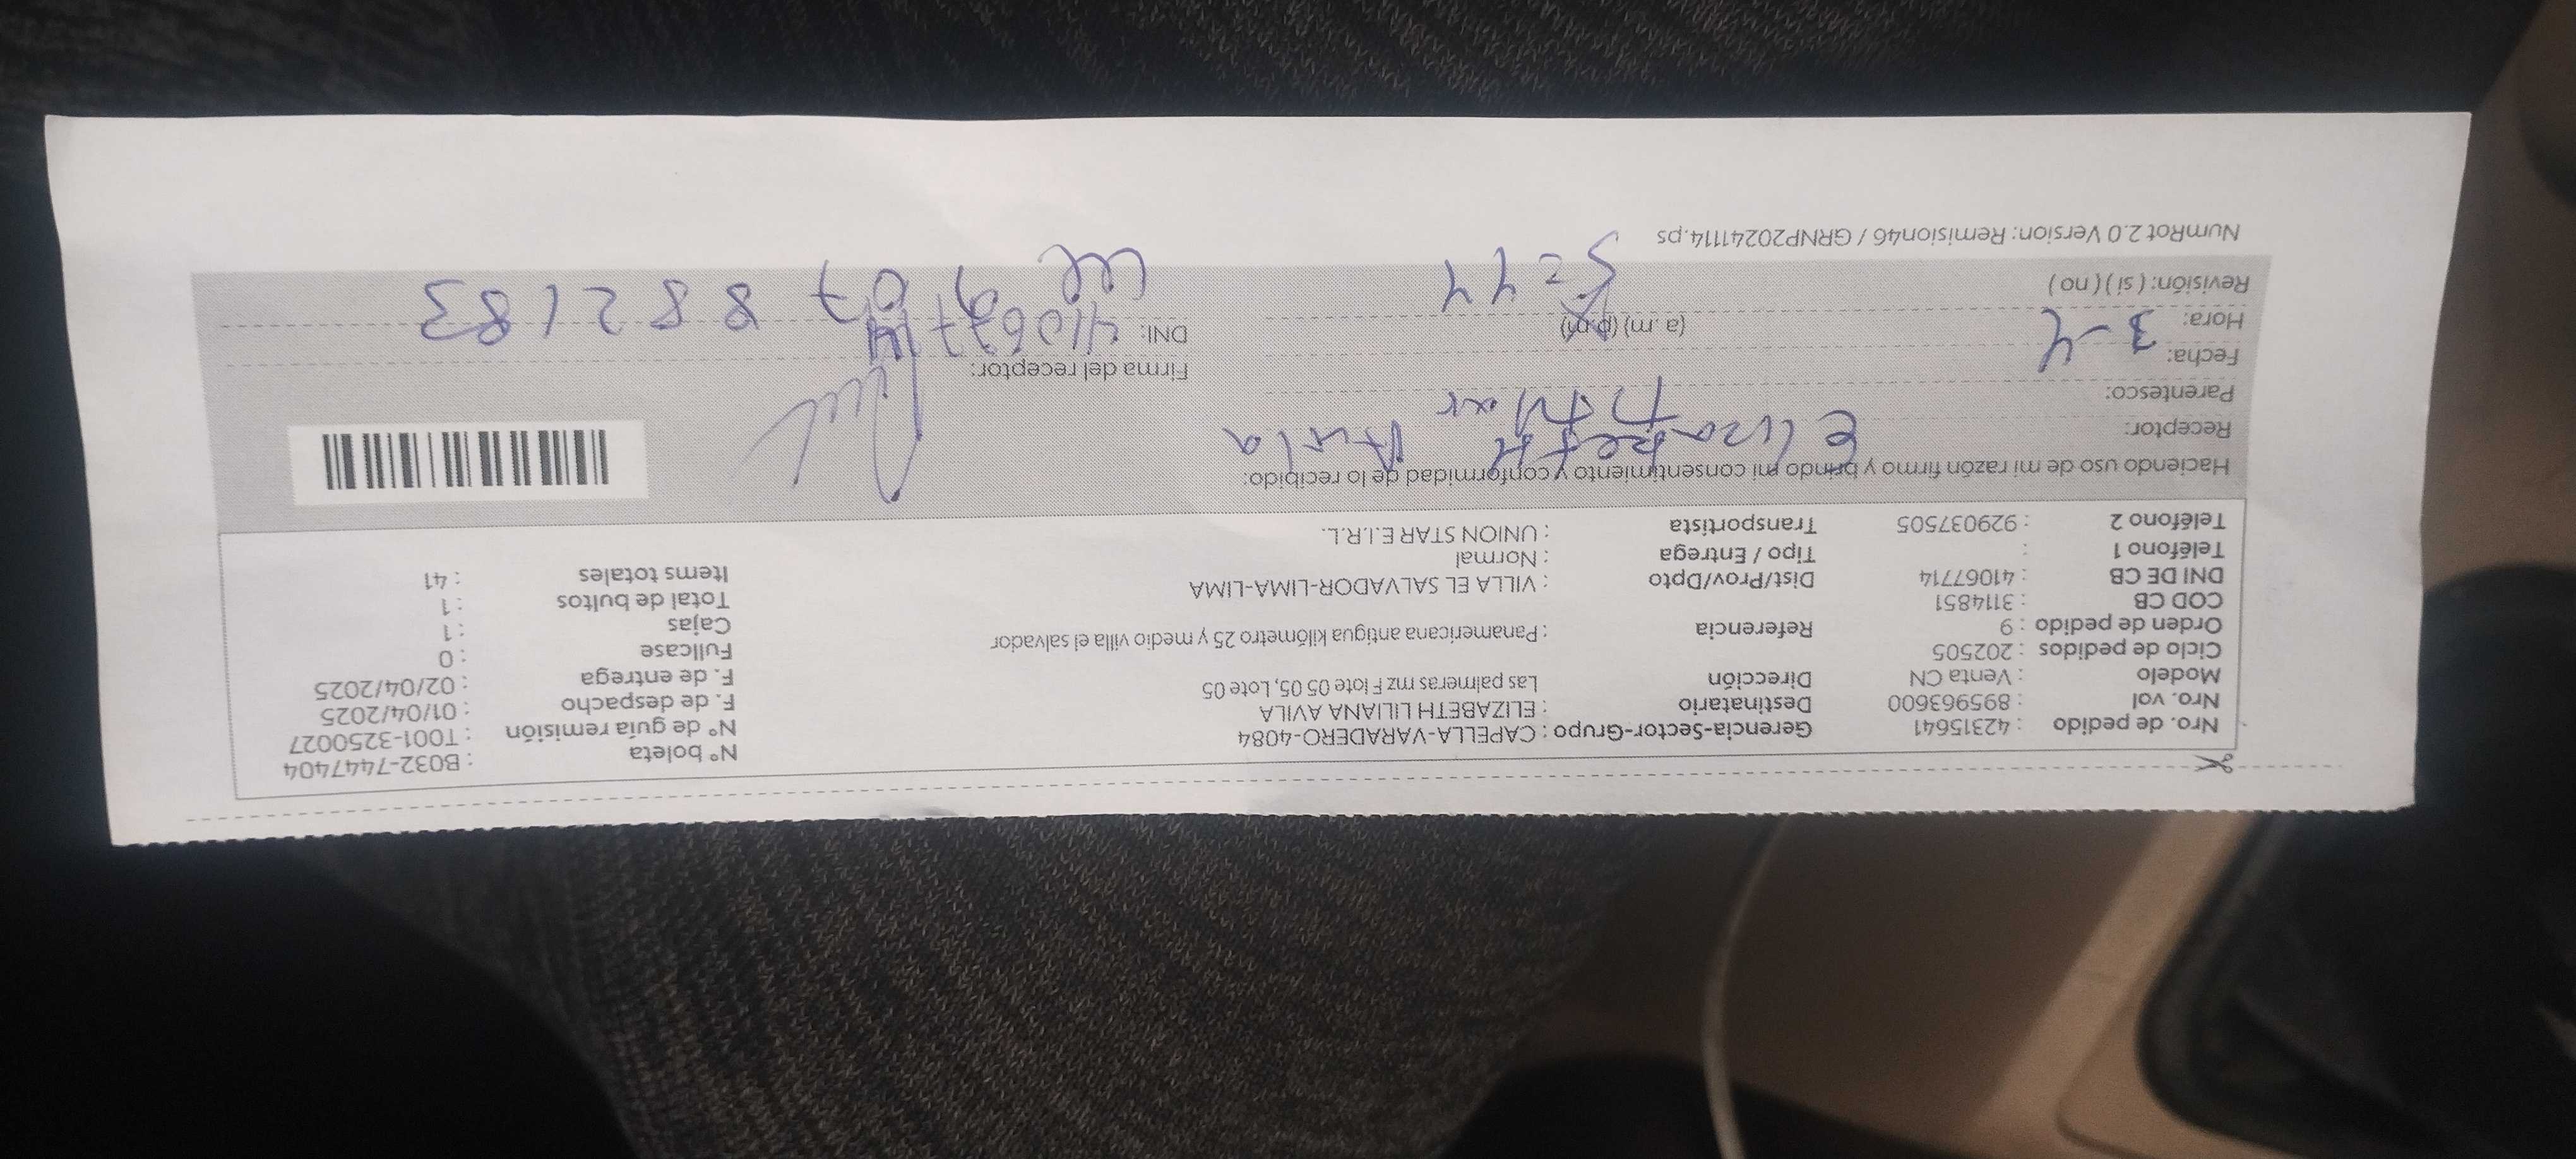 Nro. de pedido : 42315641 Gerencia-Sector-Grupo : CAPELLA-VARADERO-4084 N° boleta : B032-7447404
Nro. vol : 895963600 Destinatario : ELIZABETH LILIANA AVILA N° de guía remisión : T001-3250027
Modelo : Venta CN Dirección Las palmeras mz F lote 05 05, Lote 05 F. de despacho : 01/04/2025
Ciclo de pedidos : 202505 F. de entrega : 02/04/2025
Orden de pedido : 9 Referencia : Panamericana antigua kilómetro 25 y medio villa el salvador Fullcase : 0
COD CB : 3114851 Cajas : 1
DNI DE CB : 41067714 Dist/Prov/Dpto : VILLA EL SALVADOR-LIMA-LIMA Total de bultos : 1
Teléfono 1 : Tipo / Entrega : Normal Items totales : 41
Teléfono 2 : 929037505 Transportista : UNION STAR E.I.R.L.
Haciendo uso de mi razón firmo y brindo mi consentimiento y conformidad de lo recibido:
Receptor: Elizabeth Avila
Parentesco: Titular
Fecha: 3-4 Firma del receptor:
Hora: (a.m) (p.m) DNI: 41067714
Revisión: ( si ) ( no ) 5:44 882183
NumRot 2.0 Version: Remision46 / GRNP20241114.ps